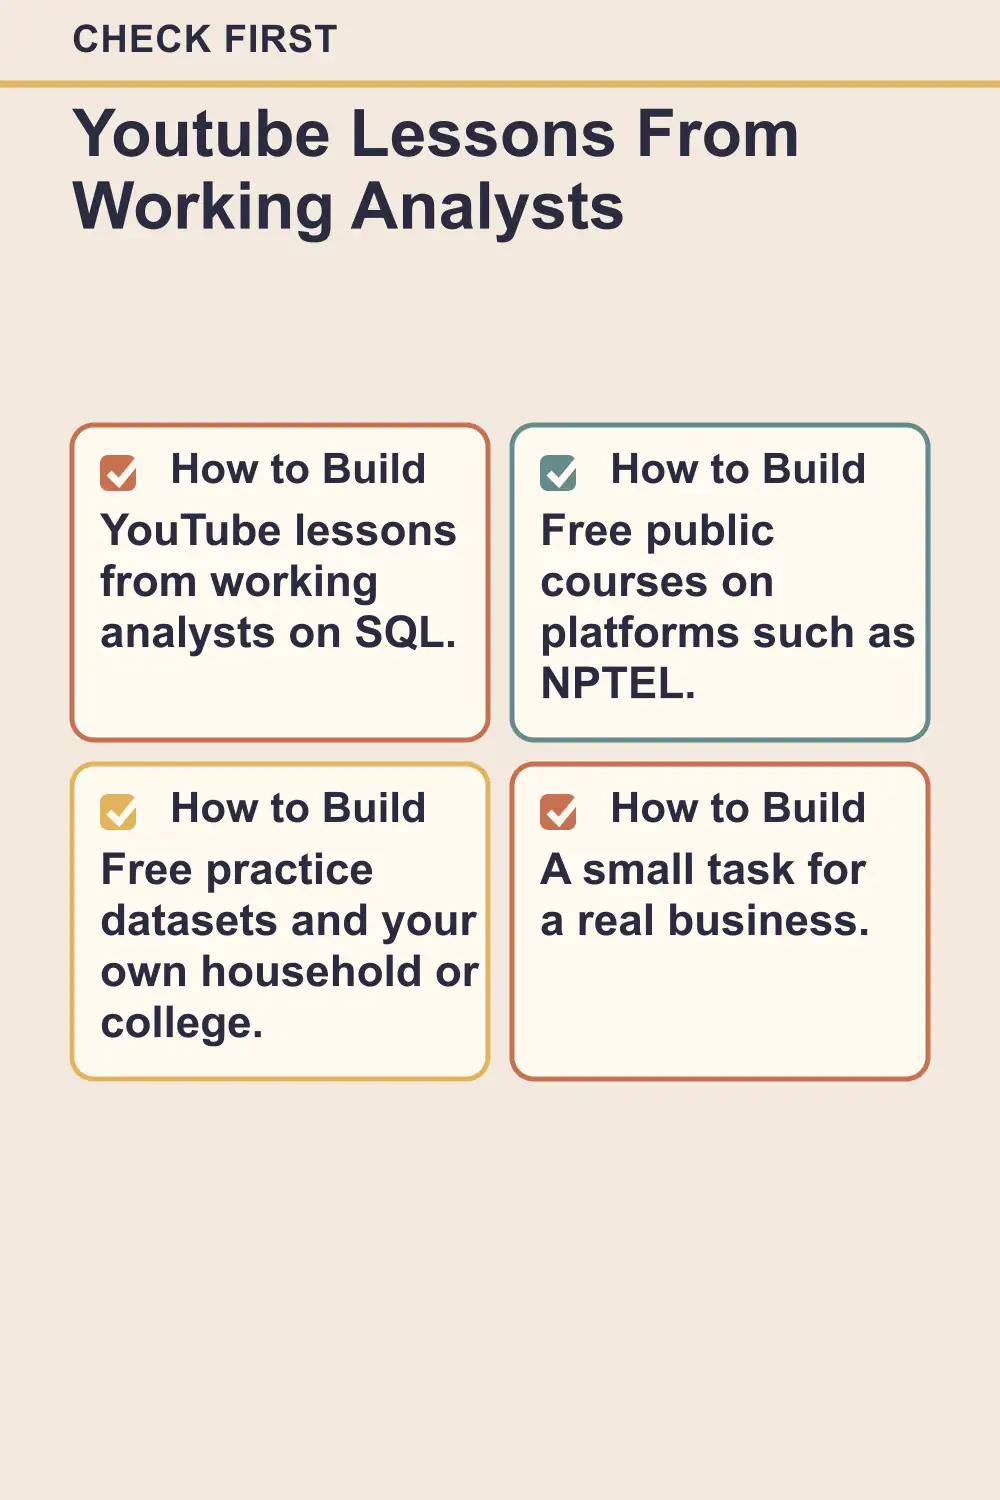 CHECK FIRST
Youtube Lessons From
Working Analysts
How to Build
YouTube lessons
from working
analysts on SQL.
How to Build
Free public
courses on
platforms such as
NPTEL.
How to Build
Free practice
datasets and your
own household or
college.
How to Build
A small task for
a real business.